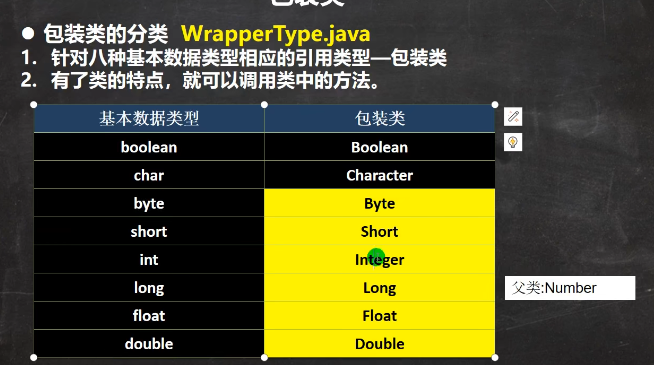 包装类
● 包装类的分类 WrapperType.java
1. 针对八种基本数据类型相应的引用类型—包装类
2. 有了类的特点，就可以调用类中的方法。
基本数据类型 包装类
boolean Boolean
char Character
byte Byte
short Short
int Integer
long Long
父类:Number
float Float
double Double